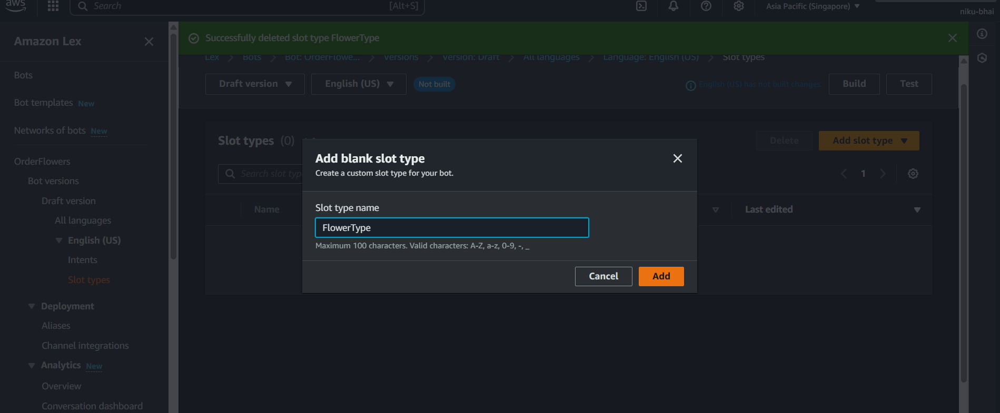 aws
Search
[Alt+S]
Asia Pacific (Singapore)
niku-bhai
Amazon Lex
Bots
Bot templates New
Networks of bots New
OrderFlowers
Bot versions
Draft version
All languages
English (US)
Intents
Slot types
Deployment
Aliases
Channel integrations
Analytics New
Overview
Conversation dashboard
Successfully deleted slot type FlowerType
Lex Bots Bot: OrderFlowe... Versions Version: Draft All languages Language: English (US) Slot types
Draft version English (US) Not built English (US) has not built changes. Build Test
Slot types (0) Delete Add slot type
Search slot type
1
Name Last edited
Add blank slot type
Create a custom slot type for your bot.
Slot type name
FlowerType
Maximum 100 characters. Valid characters: A-Z, a-z, 0-9, -, _
Cancel Add